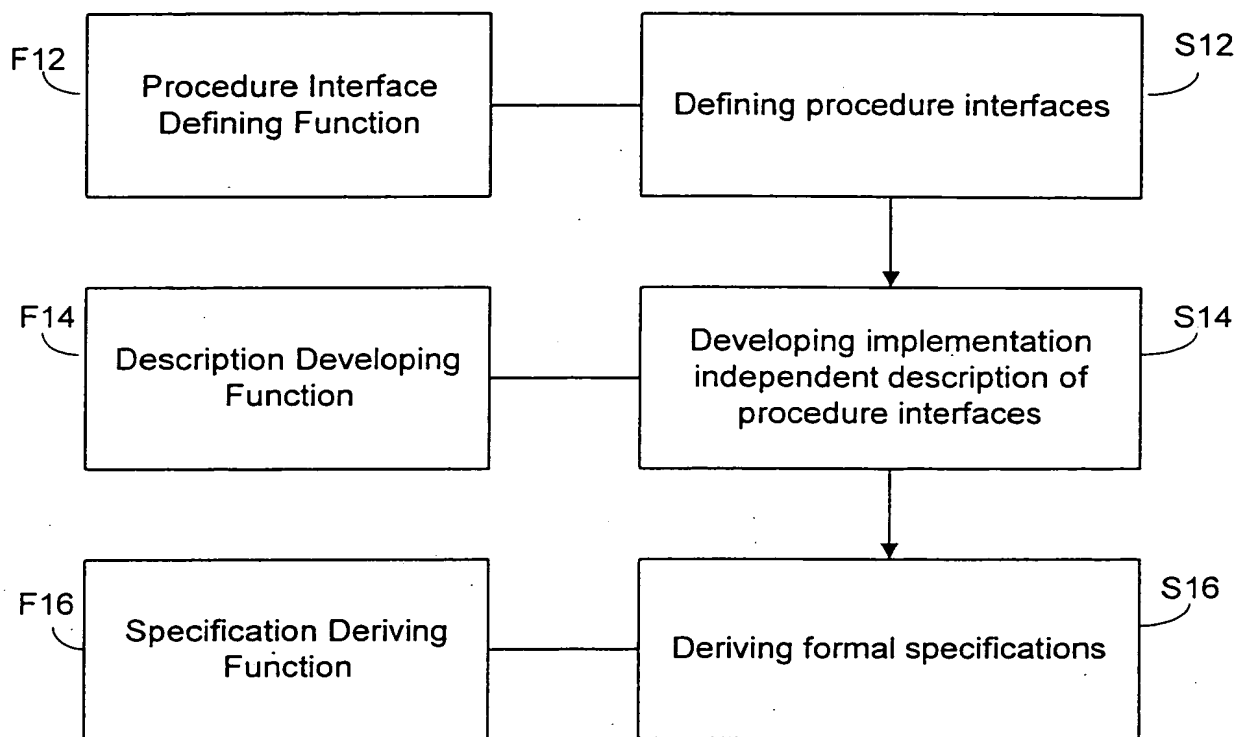 F12
Procedure Interface
Defining Function
Defining procedure interfaces
S12
F14
Description Developing
Function
Developing implementation
independent description of
procedure interfaces
S14
F16
Specification Deriving
Function
Deriving formal specifications
S16